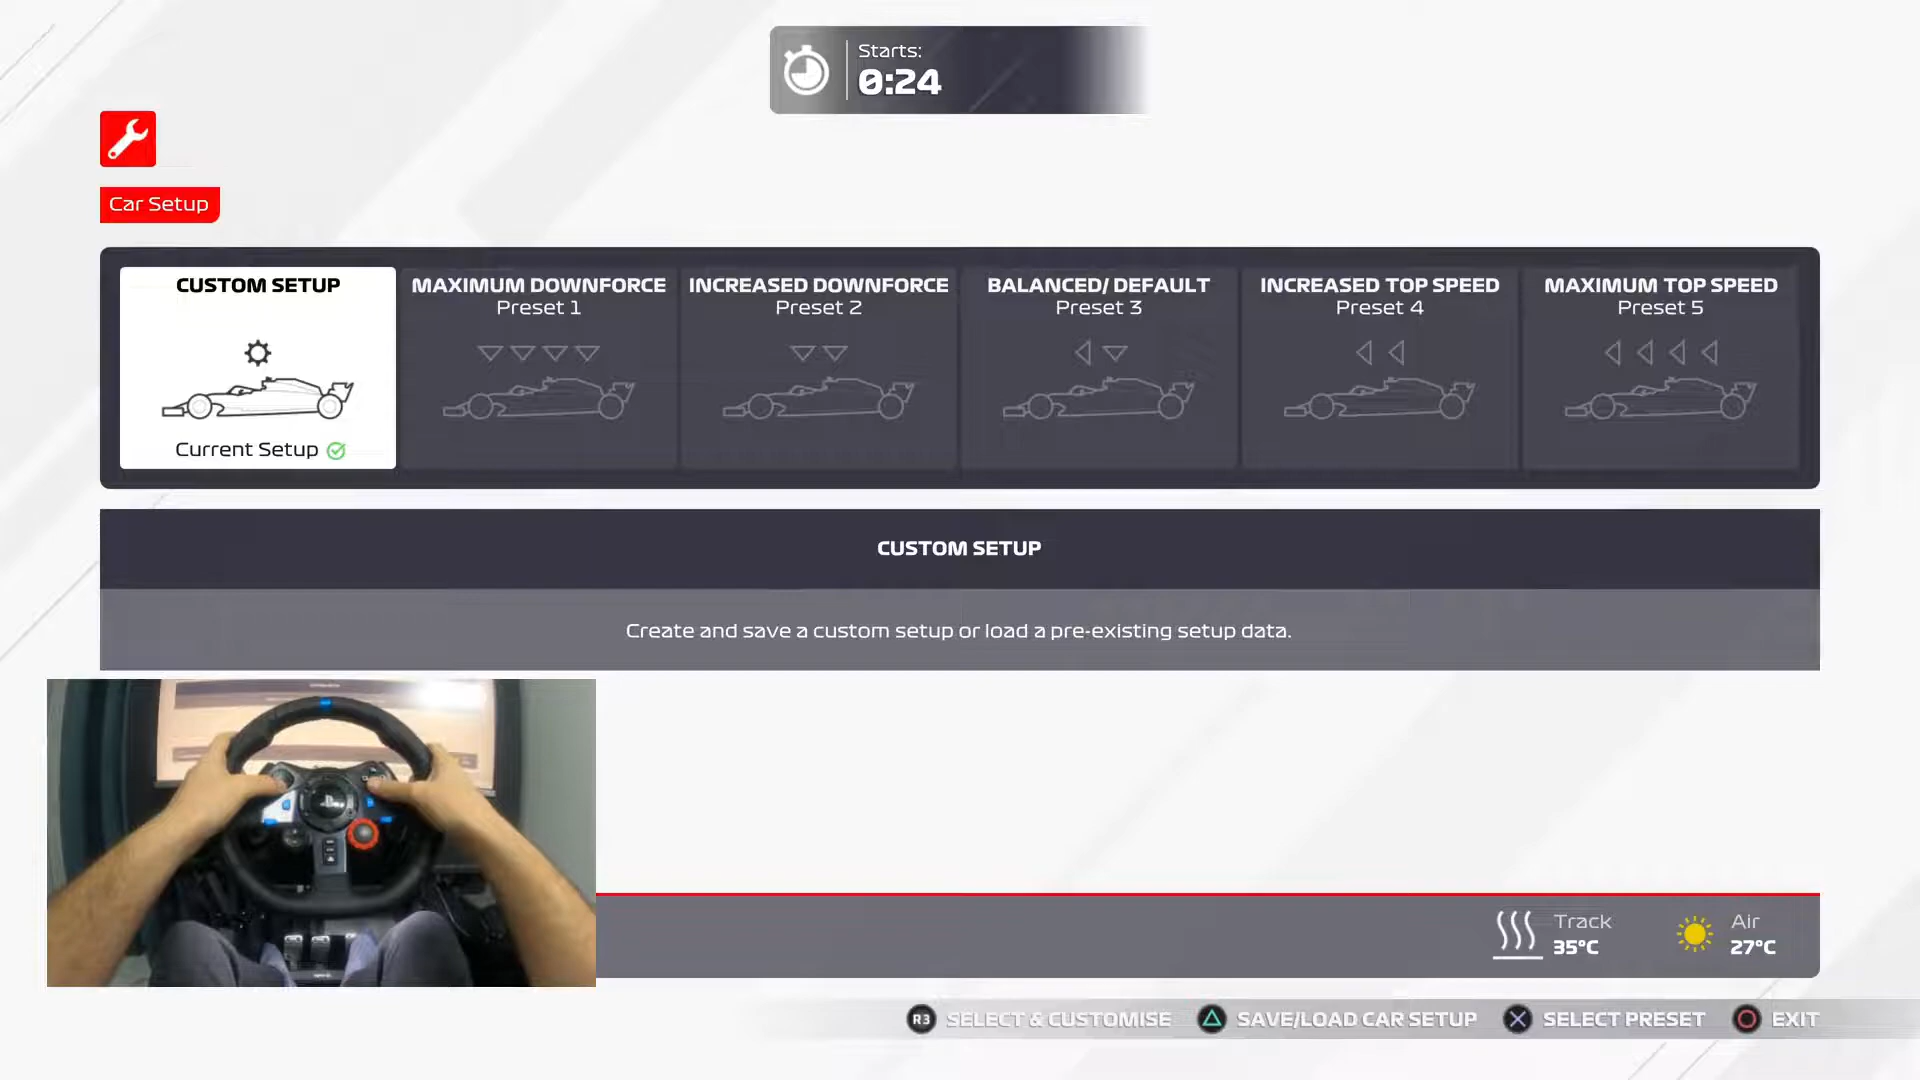 Starts:
0:24
Car Setup
CUSTOM SETUP
Current Setup
MAXIMUM DOWNFORCE
Preset 1
INCREASED DOWNFORCE
Preset 2
BALANCED/ DEFAULT
Preset 3
INCREASED TOP SPEED
Preset 4
MAXIMUM TOP SPEED
Preset 5
CUSTOM SETUP
Create and save a custom setup or load a pre-existing setup data.
Track
35°C
Air
27°C
R3 SELECT & CUSTOMISE SAVE/LOAD CAR SETUP SELECT PRESET EXIT